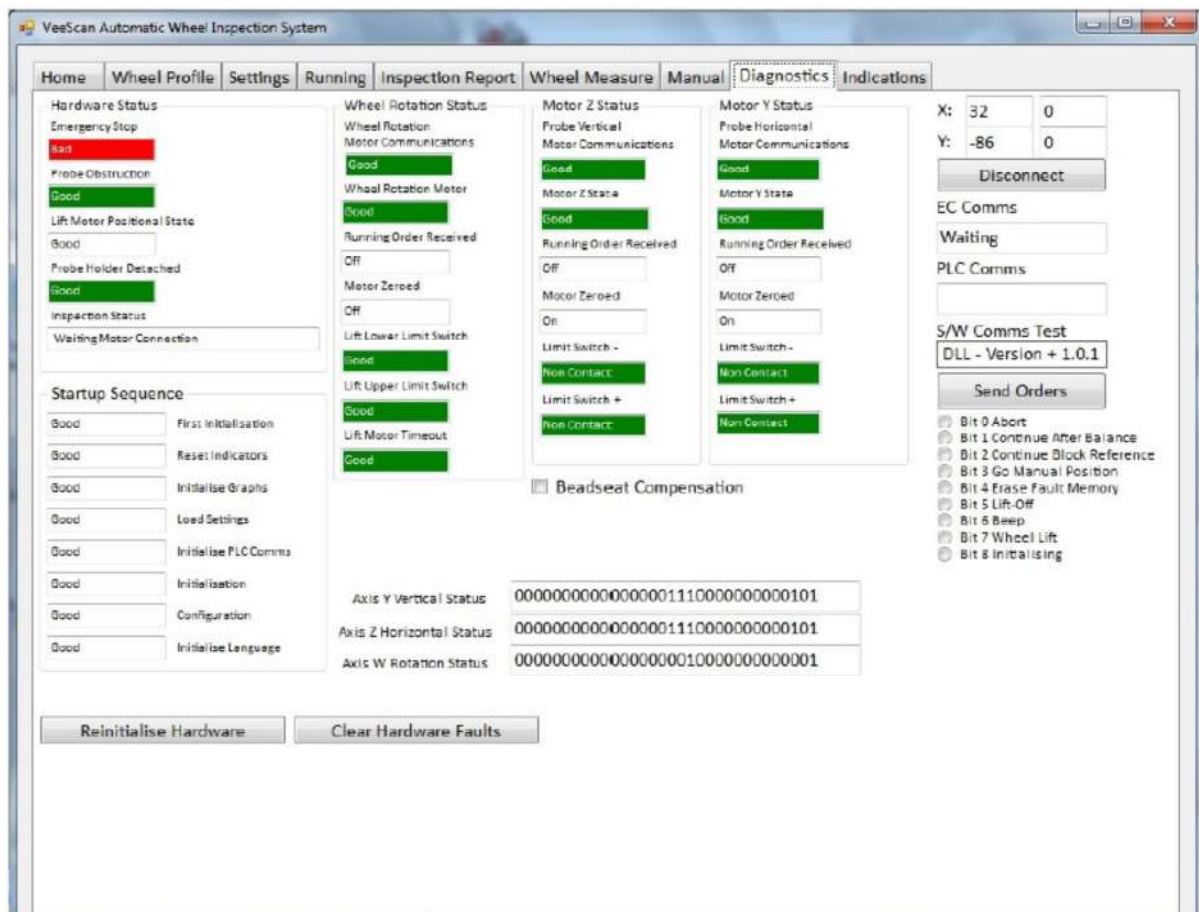 VeeScan Automatic Wheel Inspection System
Home Wheel Profile Settings Running Inspection Report Wheel Measure Manual Diagnostics Indications
Hardware Status
Emergency Stop
Bad
Probe Obstruction
Good
Lift Motor Positional State
Good
Probe Holder Detached
Good
Inspection Status
Waiting Motor Connection
Startup Sequence
Good First Initialisation
Good Reset Indicators
Good Initialise Graphs
Good Load Settings
Good Initialise PLC Comms
Good Initialisation
Good Configuration
Good Initialise Language
Wheel Rotation Status
Wheel Rotation
Motor Communications
Good
Wheel Rotation Motor
Good
Running Order Received
Off
Motor Zeroed
Off
Lift Lower Limit Switch
Good
Lift Upper Limit Switch
Good
Lift Motor Timeout
Good
Motor Z Status
Probe Vertical
Motor Communications
Good
Motor Z State
Good
Running Order Received
Off
Motor Zeroed
On
Limit Switch -
Non Contact
Limit Switch +
Non Contact
Motor Y Status
Probe Horizontal
Motor Communications
Good
Motor Y State
Good
Running Order Received
Off
Motor Zeroed
On
Limit Switch -
Non Contact
Limit Switch +
Non Contact
Beadseat Compensation
X: 32 0
Y: -86 0
Disconnect
EC Comms
Waiting
PLC Comms
S/W Comms Test
DLL - Version + 1.0.1
Send Orders
Bit 0 Abort
Bit 1 Continue After Balance
Bit 2 Continue Block Reference
Bit 3 Go Manual Position
Bit 4 Erase Fault Memory
Bit 5 Lift-Off
Bit 6 Beep
Bit 7 Wheel Lift
Bit 8 Initialising
Axis Y Vertical Status
Axis Z Horizontal Status
Axis W Rotation Status
Reinitialise Hardware Clear Hardware Faults